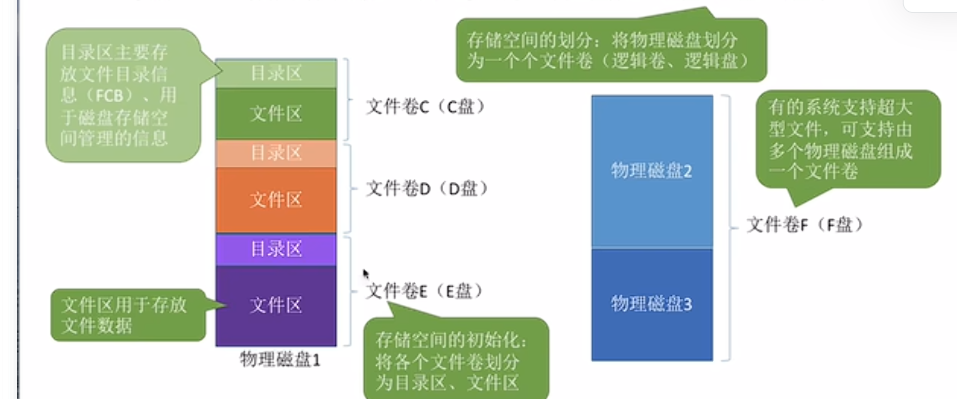 目录区主要存
放文件目录信
息（FCB）、用
于磁盘存储空
间管理的信息
目录区
文件区
文件卷C（C盘）
目录区
文件区
文件卷D（D盘）
目录区
文件区
文件卷E（E盘）
文件区用于存放
文件数据
物理磁盘1
存储空间的初始化：
将各个文件卷划分
为目录区、文件区
存储空间的划分：将物理磁盘划分
为一个个文件卷（逻辑卷、逻辑盘）
物理磁盘2
物理磁盘3
有的系统支持超大
型文件，可支持由
多个物理磁盘组成
一个文件卷
文件卷F（F盘）